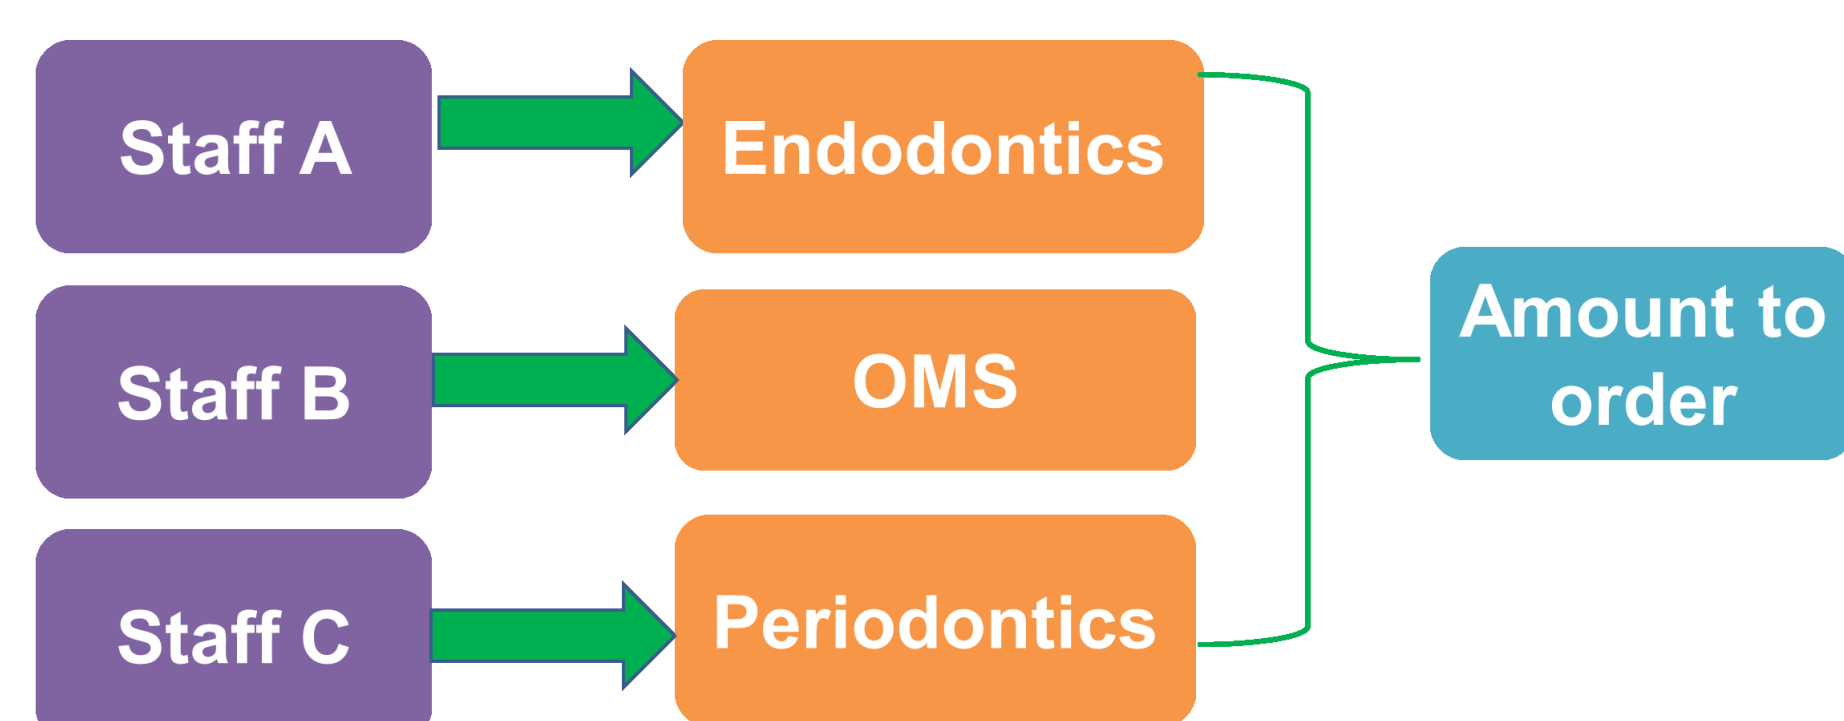 Staff A
Endodontics
Staff B
OMS
Staff C
Periodontics
Amount to
order